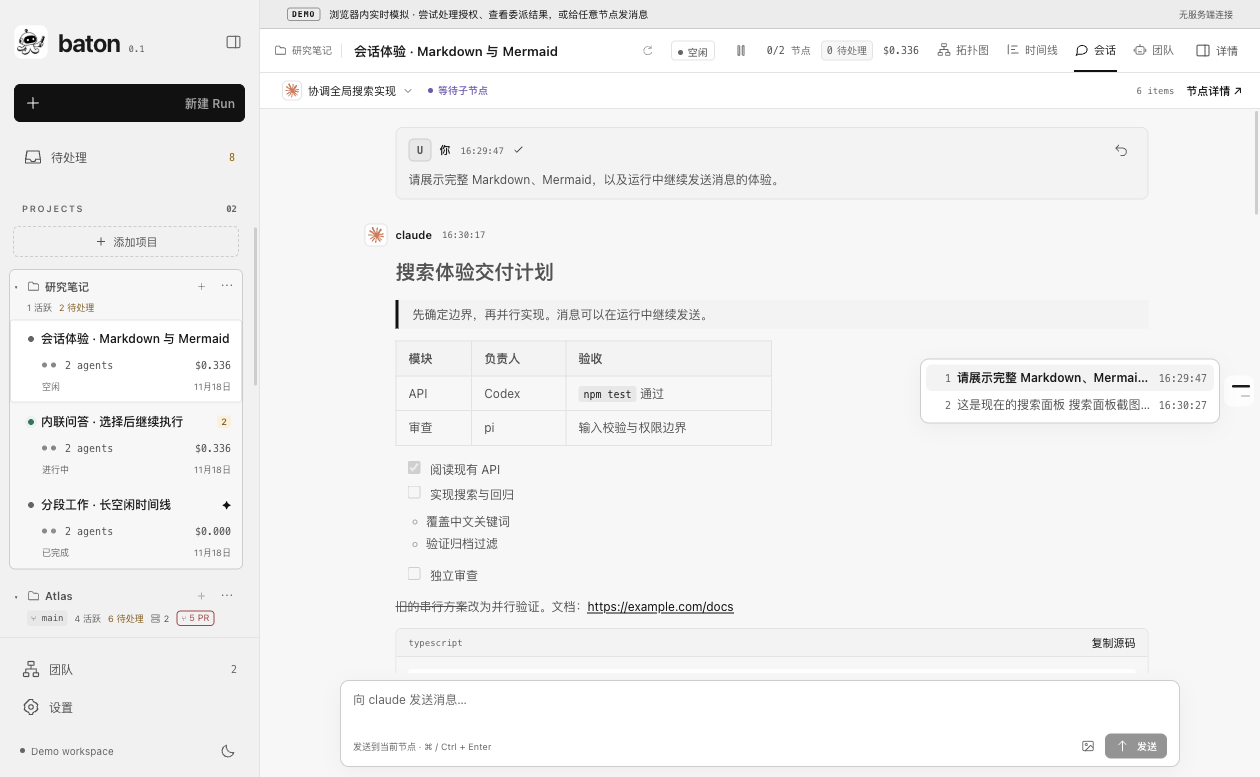 DEMO 浏览器内实时模拟 · 尝试处理授权、查看委派结果，或给任意节点发消息 无服务端连接
baton 0.1
新建 Run
待处理 8
PROJECTS 02
添加项目
研究笔记
1 活跃 2 待处理
会话体验 · Markdown 与 Mermaid
2 agents $0.336
空闲 11月18日
内联问答 · 选择后继续执行 2
2 agents $0.336
进行中 11月18日
分段工作 · 长空闲时间线
2 agents $0.000
已完成 11月18日
Atlas
main 4 活跃 6 待处理 2 5 PR
团队 2
设置
Demo workspace
研究笔记 会话体验 · Markdown 与 Mermaid 空闲 0/2 节点 0 待处理 $0.336 拓扑图 时间线 会话 团队 详情
协调全局搜索实现 等待子节点 6 items 节点详情
U 你 16:29:47
请展示完整 Markdown、Mermaid，以及运行中继续发送消息的体验。
claude 16:30:17
搜索体验交付计划
先确定边界，再并行实现。消息可以在运行中继续发送。
模块 负责人 验收
API Codex npm test 通过
审查 pi 输入校验与权限边界
阅读现有 API
实现搜索与回归
覆盖中文关键词
验证归档过滤
独立审查
旧的串行方案改为并行验证。文档：https://example.com/docs
typescript 复制源码
1 请展示完整 Markdown、Mermai... 16:29:47
2 这是现在的搜索面板 搜索面板截图... 16:30:27
向 claude 发送消息...
发送到当前节点 · ⌘ / Ctrl + Enter 发送